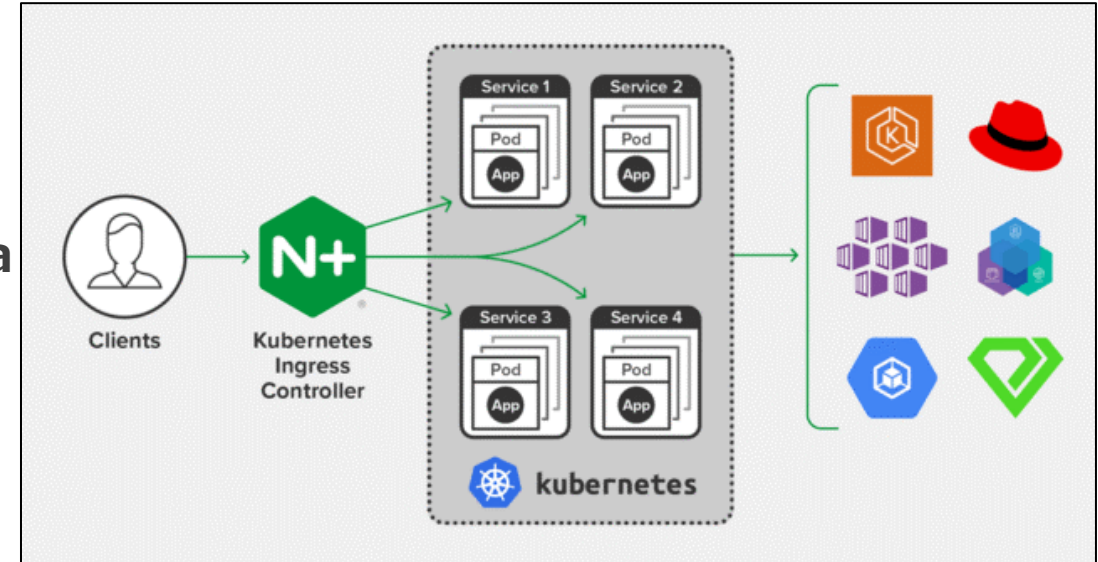 a
Clients
N+
®
Kubernetes
Ingress
Controller
Service 1
Pod
App
Service 2
Pod
App
Service 3
Pod
App
Service 4
Pod
App
kubernetes
K